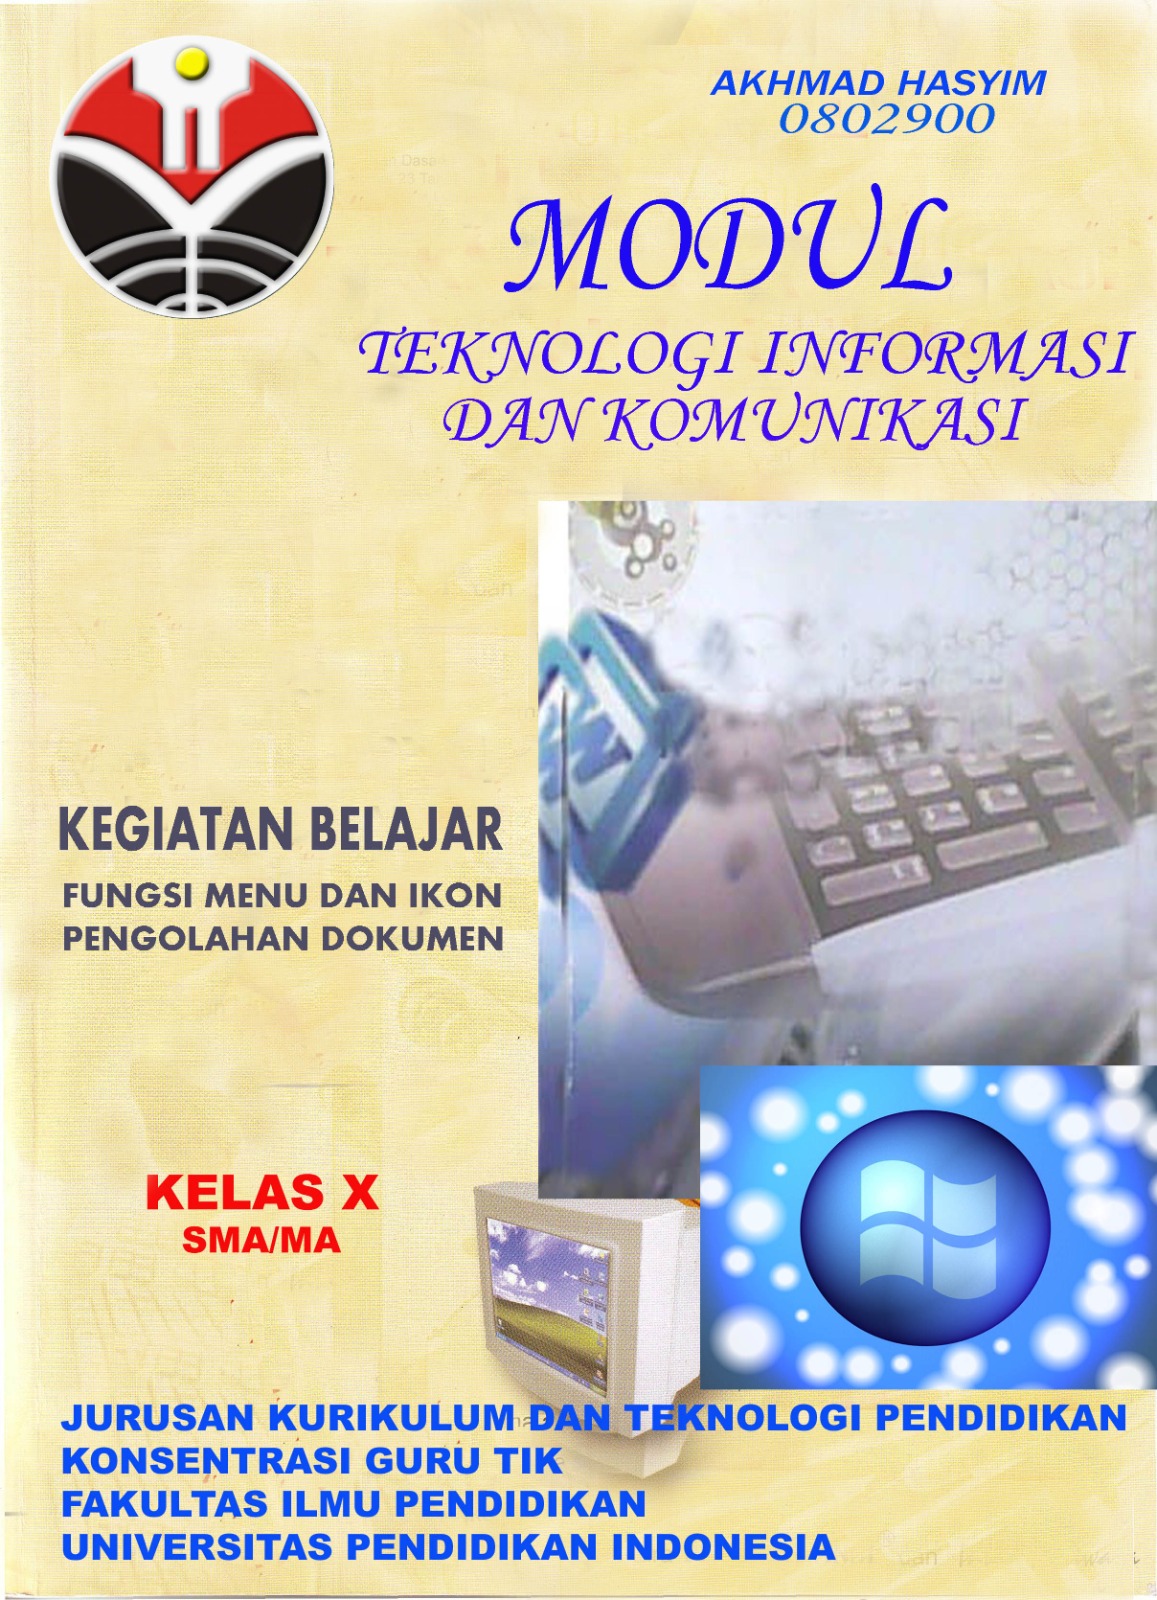 AKHMAD HASYIM
0802900
MODUL
TEKNOLOGI INFORMASI
DAN KOMUNIKASI
KEGIATAN BELAJAR
FUNGSI MENU DAN IKON
PENGOLAHAN DOKUMEN
KELAS X
SMA/MA
JURUSAN KURIKULUM DAN TEKNOLOGI PENDIDIKAN
KONSENTRASI GURU TIK
FAKULTAS ILMU PENDIDIKAN
UNIVERSITAS PENDIDIKAN INDONESIA